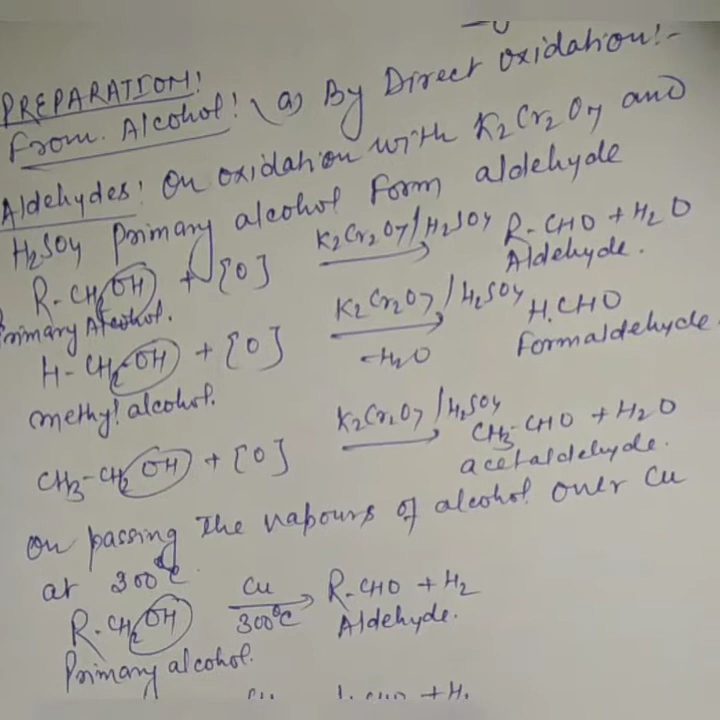 PREPARATION!
From. Alcohol! (a) By Direct oxidation!-
Aldehydes! On oxidation with K2Cr2O7 and
H2SO4 Primary alcohol Form aldehyde
R-CH2OH + [O] K2Cr2O7/H2SO4 R-CHO + H2O
Primary Alcohol. Aldehyde.
H-CH2OH + [O] K2Cr2O7/H2SO4 -H2O H.CHO
methyl alcohol. Formaldehyde.
CH3-CH2OH + [O] K2Cr2O7/H2SO4 CH3-CHO + H2O
acetaldehyde.
On passing The vapours of alcohol over Cu
at 300°C.
R-CH2OH Cu 300°C R-CHO + H2
Primary alcohol. Aldehyde.